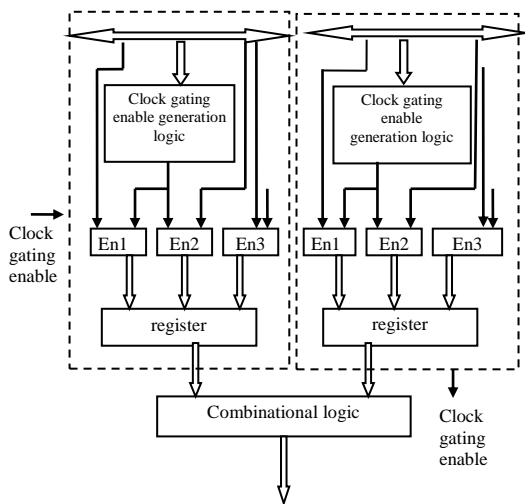 Clock gating
enable generation
logic
Clock gating
enable
generation logic
Clock
gating
enable
En1
En2
En3
En1
En2
En3
register
register
Combinational logic
Clock
gating
enable